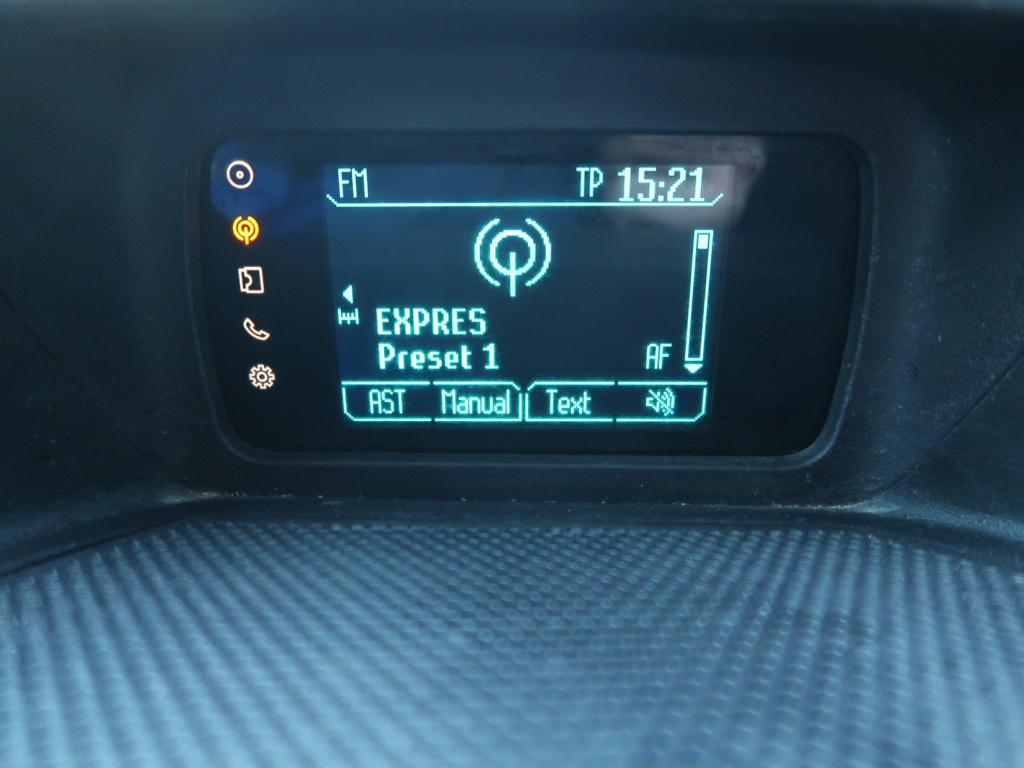 FM TP 15:21
EXPRES
Preset 1 AF
AST Manual Text